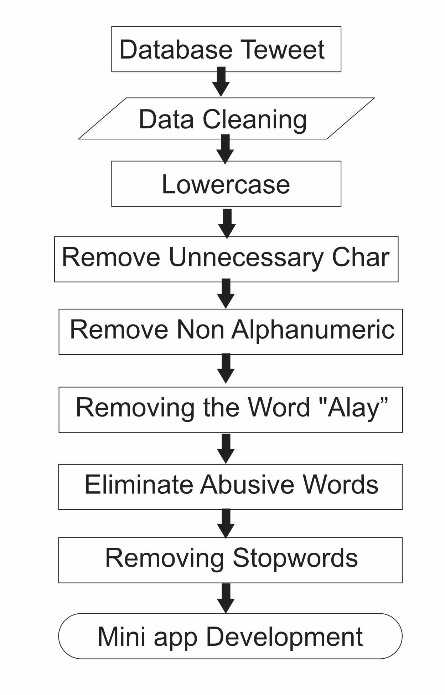 Database Teweet
Data Cleaning
Lowercase
Remove Unnecessary Char
Remove Non Alphanumeric
Removing the Word "Alay”
Eliminate Abusive Words
Removing Stopwords
Mini app Development